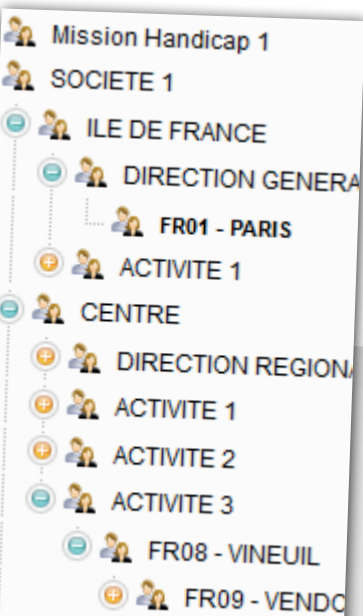 Mission Handicap 1
SOCIETE 1
ILE DE FRANCE
DIRECTION GENERA
FR01 - PARIS
ACTIVITE 1
CENTRE
DIRECTION REGIONA
ACTIVITE 1
ACTIVITE 2
ACTIVITE 3
FR08 - VINEUIL
FR09 - VENDO